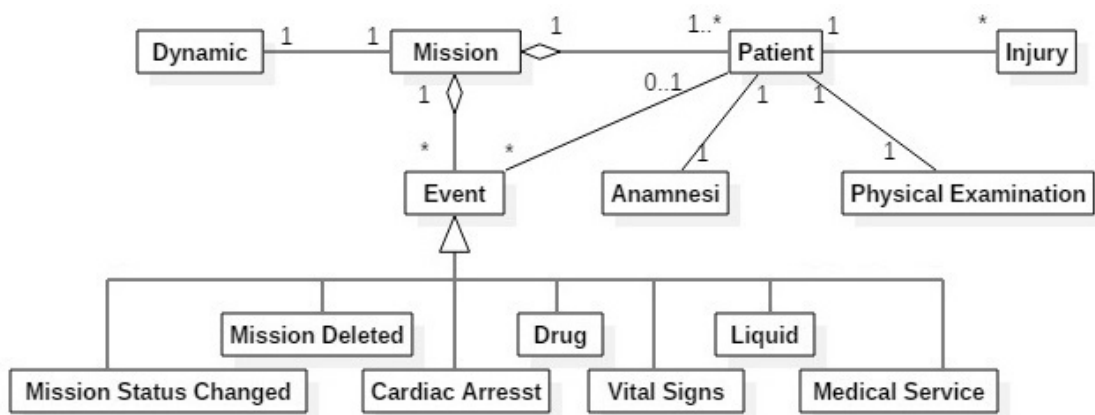 1 1 1 1..* 1 *
Dynamic Mission Patient Injury
1 0..1 1 1
* * 1 1
Event Anamnesi Physical Examination
Mission Deleted Drug Liquid
Mission Status Changed Cardiac Arresst Vital Signs Medical Service